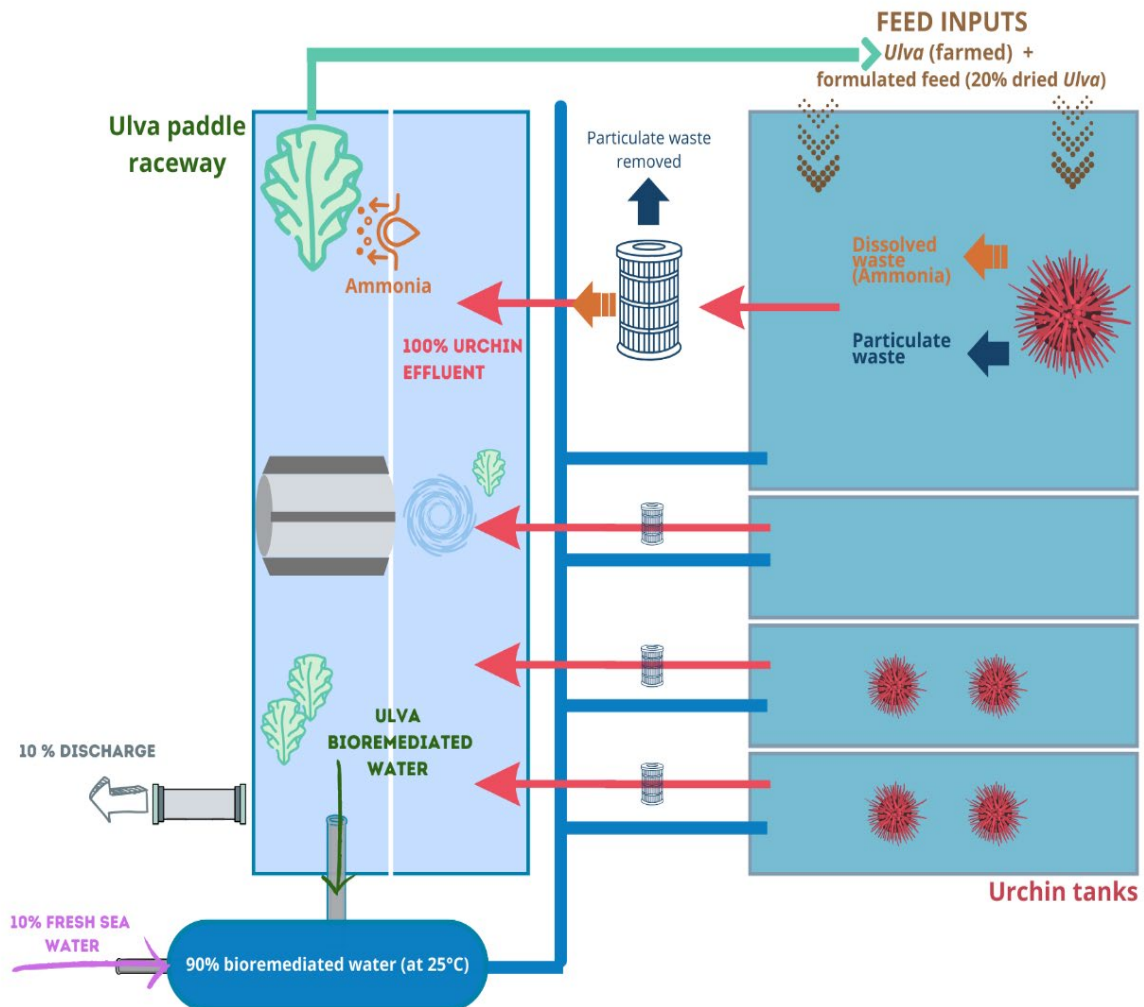 FEED INPUTS
Ulva (farmed) +
formulated feed (20% dried Ulva)
Ulva paddle
raceway
Particulate waste
removed
Ammonia
Dissolved
waste
(Ammonia)
100% URCHIN
EFFLUENT
Particulate
waste
ULVA
BIOREMEDIATED
WATER
10 % DISCHARGE
Urchin tanks
10% FRESH SEA
WATER
90% bioremediated water (at 25°C)